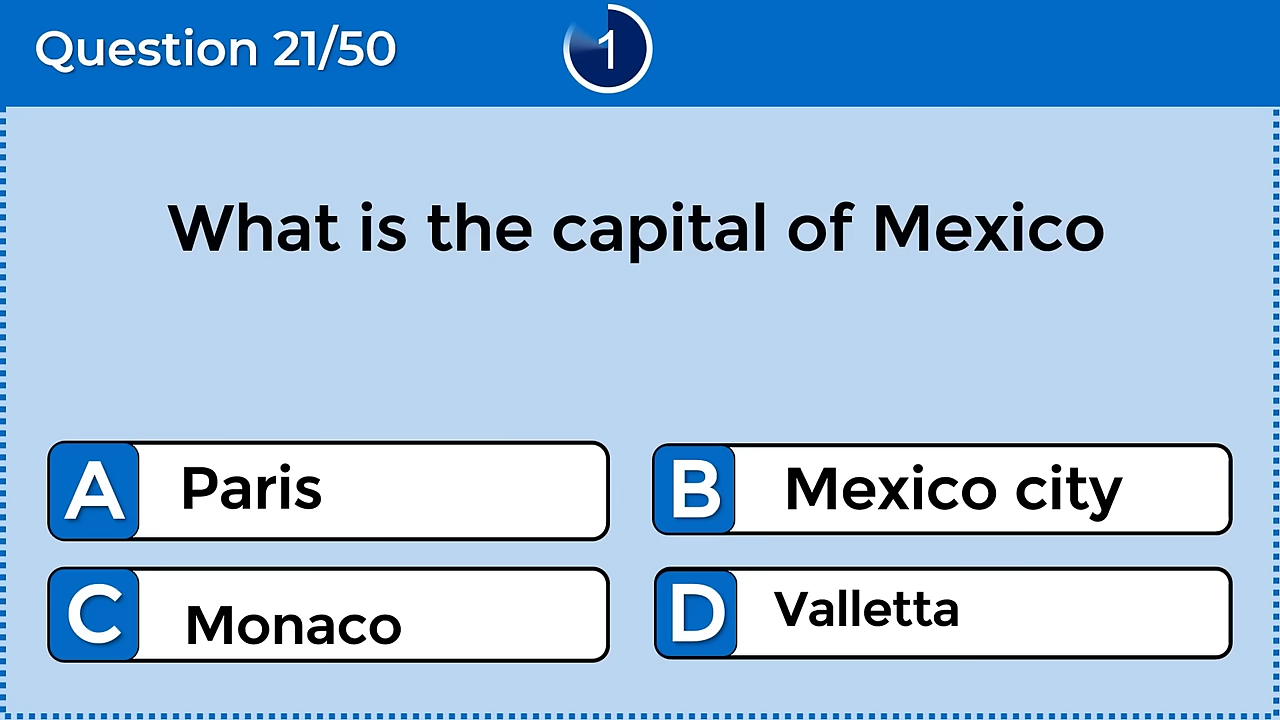 Question 21/50
1
What is the capital of Mexico
A Paris
B Mexico city
C Monaco
D Valletta